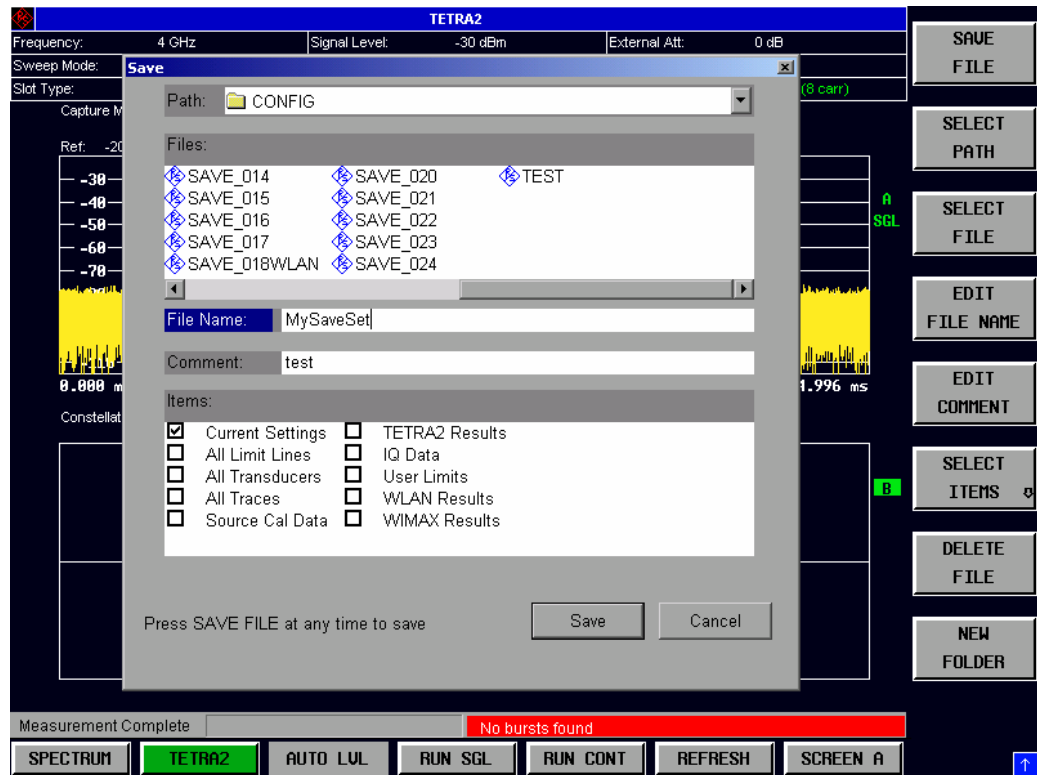 TETRA2
Frequency: 4 GHz Signal Level: -30 dBm External Att: 0 dB
Sweep Mode:
Slot Type: (8 carr)
Capture M
Ref: -20
-30
-40
-50
-60
-70
0.000 m
1.996 ms
Constellat
A
SGL
B
Save
Path: CONFIG
Files:
SAVE_014 SAVE_020 TEST
SAVE_015 SAVE_021
SAVE_016 SAVE_022
SAVE_017 SAVE_023
SAVE_018WLAN SAVE_024
File Name: MySaveSet
Comment: test
Items:
Current Settings TETRA2 Results
All Limit Lines IQ Data
All Transducers User Limits
All Traces WLAN Results
Source Cal Data WIMAX Results
Press SAVE FILE at any time to save
Save Cancel
Measurement Complete No bursts found
SPECTRUM TETRA2 AUTO LVL RUN SGL RUN CONT REFRESH SCREEN A
SAVE
FILE
SELECT
PATH
SELECT
FILE
EDIT
FILE NAME
EDIT
COMMENT
SELECT
ITEMS
DELETE
FILE
NEW
FOLDER